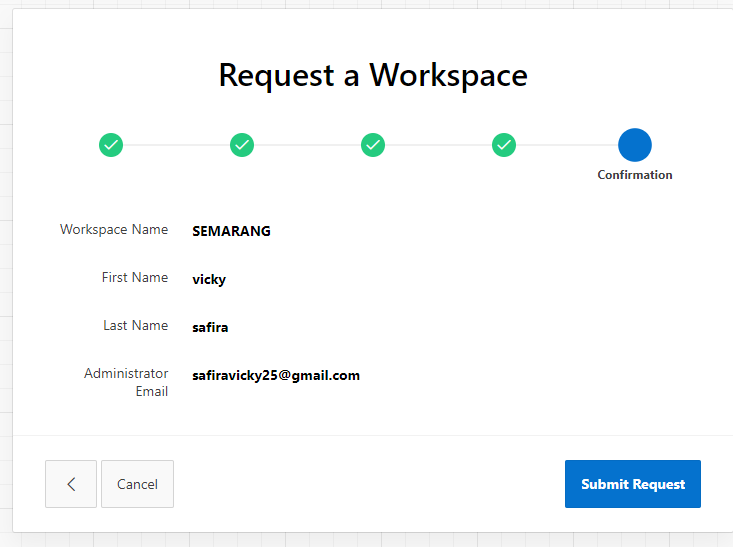 Request a Workspace
Confirmation
Workspace Name SEMARANG
First Name vicky
Last Name safira
Administrator
Email
safiravicky25@gmail.com
Cancel
Submit Request